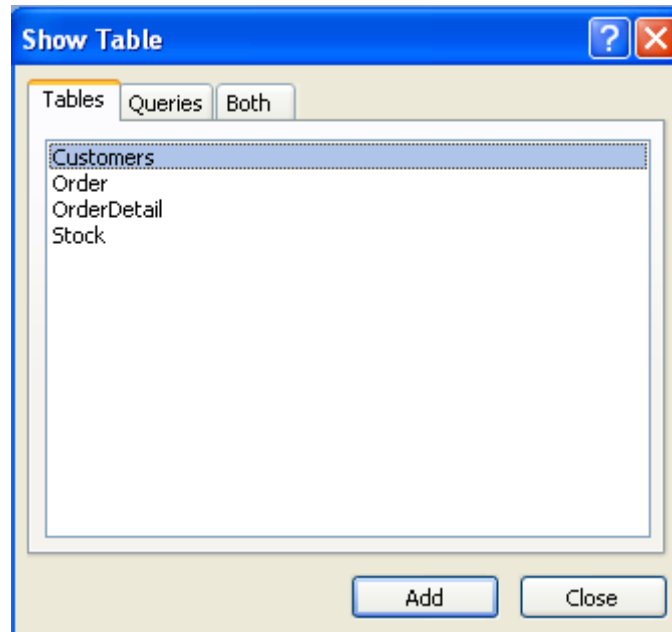 Show Table
?
Tables Queries Both
Customers
Order
OrderDetail
Stock
Add Close